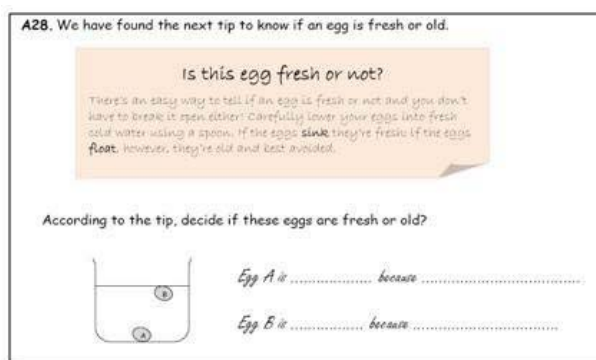 A28. We have found the next tip to know if an egg is fresh or old.
Is this egg fresh or not?
There's an easy way to tell if an egg is fresh or not and you don't
have to break it open either! Carefully lower your eggs into fresh
cold water using a spoon. If the eggs sink they're fresh; if the eggs
float, however, they're old and best avoided.
According to the tip, decide if these eggs are fresh or old?
Egg A is .................... because .......................................
Egg B is .................. because ....................................
B
A